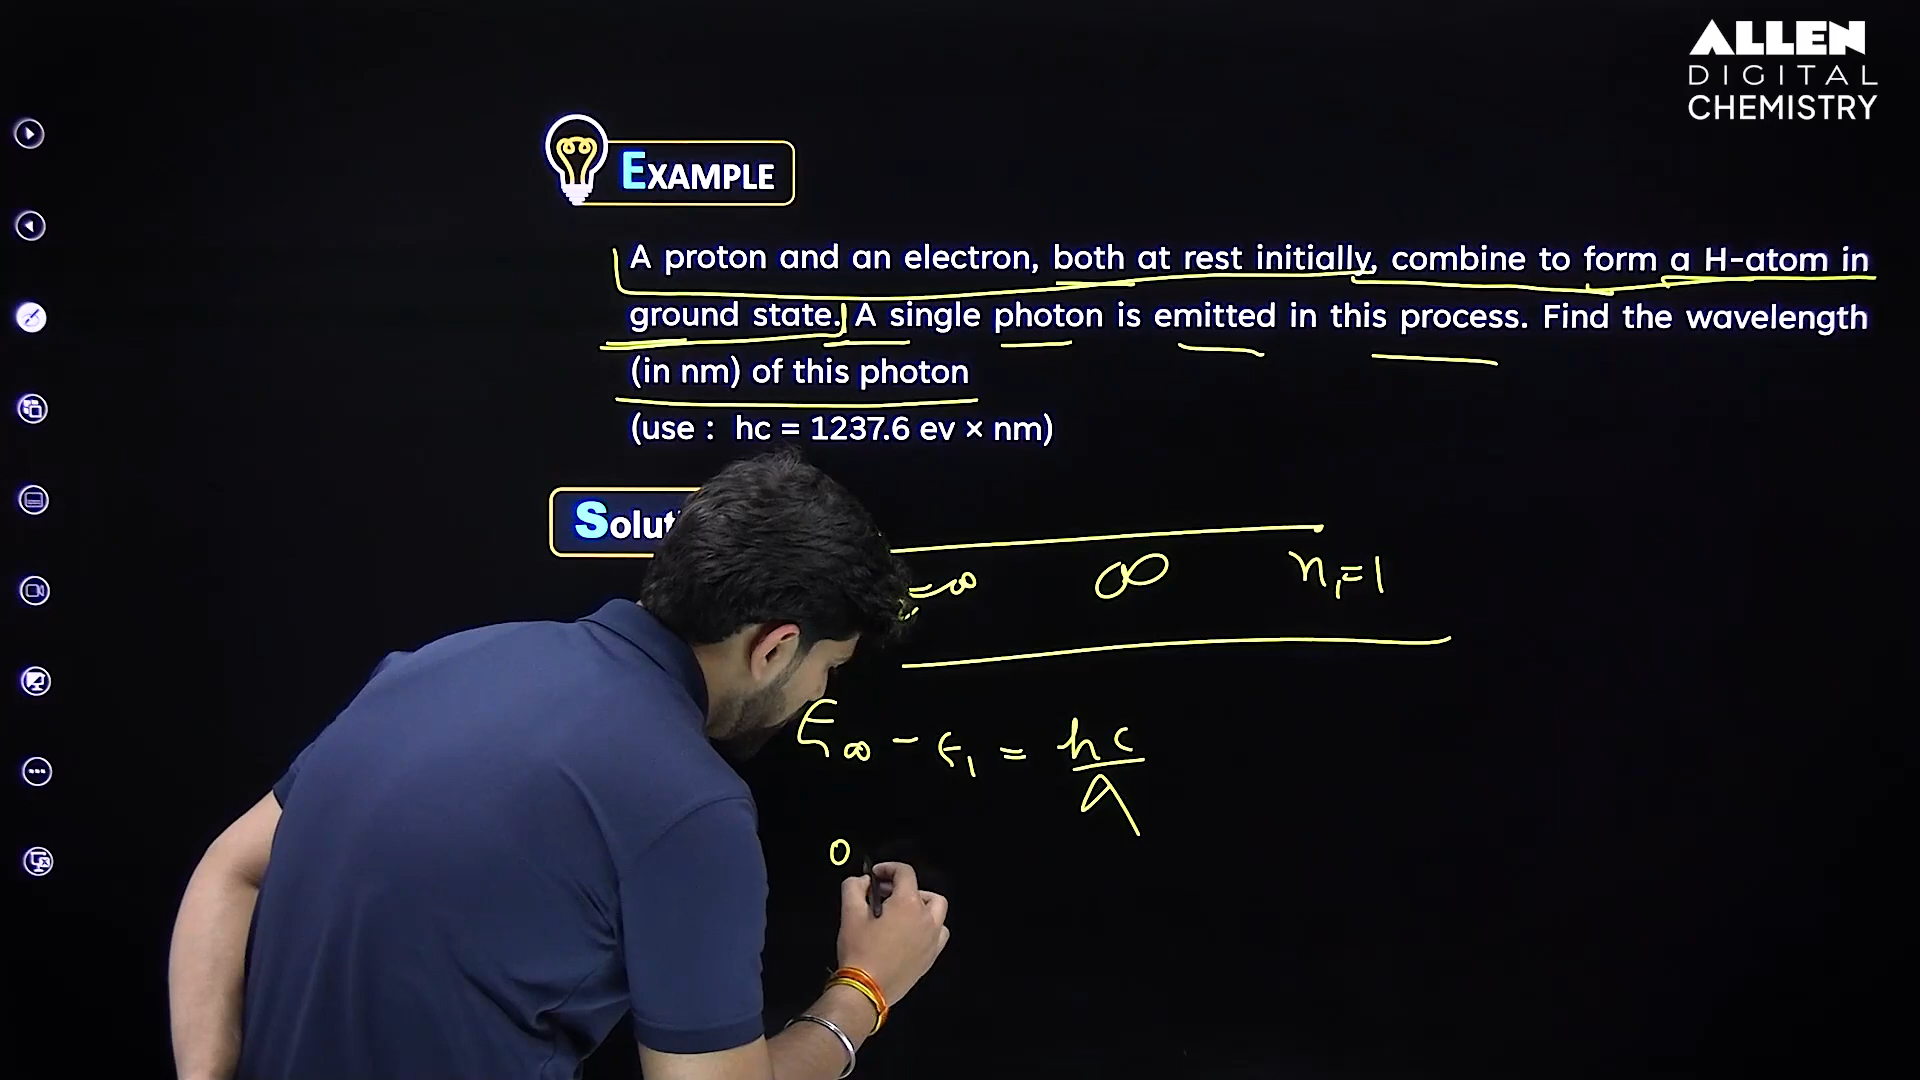 ALLEN
DIGITAL
CHEMISTRY
EXAMPLE
A proton and an electron, both at rest initially, combine to form a H-atom in
ground state. A single photon is emitted in this process. Find the wavelength
(in nm) of this photon
(use : hc = 1237.6 ev × nm)
=∞ ∞ n₁=1
E∞ - E₁ = hc/λ
0